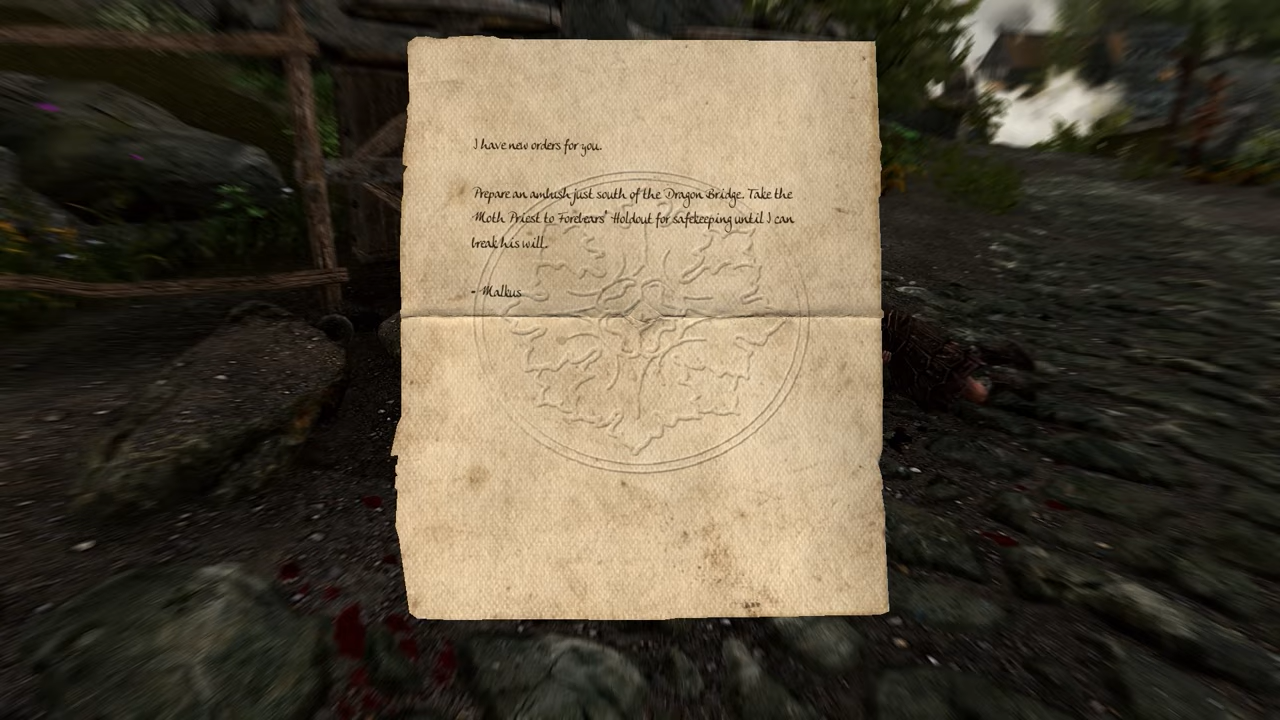 I have new orders for you.
Prepare an ambush just south of the Dragon Bridge. Take the
Moth Priest to Forebears' Holdout for safekeeping until I can
break his will.
- Malkus